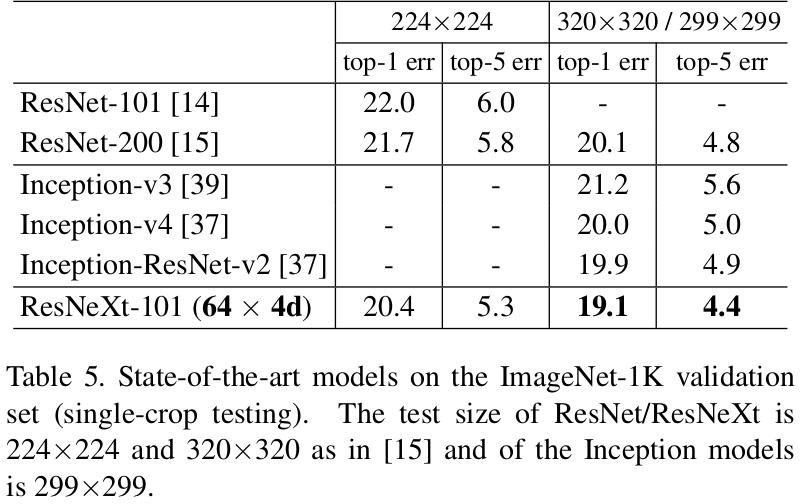 224×224 320×320 / 299×299
top-1 err top-5 err top-1 err top-5 err
ResNet-101 [14] 22.0 6.0 - -
ResNet-200 [15] 21.7 5.8 20.1 4.8
Inception-v3 [39] - - 21.2 5.6
Inception-v4 [37] - - 20.0 5.0
Inception-ResNet-v2 [37] - - 19.9 4.9
ResNeXt-101 (64 × 4d) 20.4 5.3 19.1 4.4
Table 5. State-of-the-art models on the ImageNet-1K validation
set (single-crop testing). The test size of ResNet/ResNeXt is
224×224 and 320×320 as in [15] and of the Inception models
is 299×299.